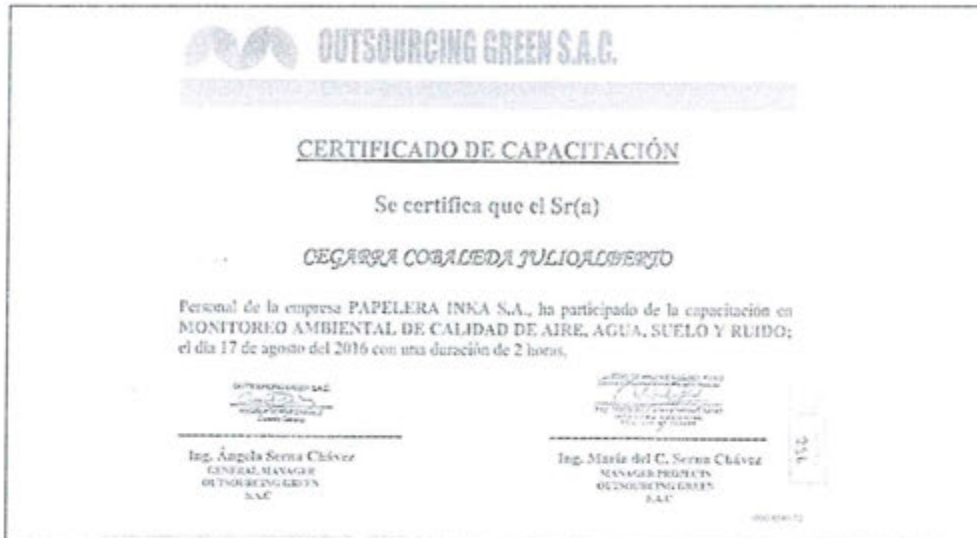 OUTSOURCING GREEN S.A.C.
CERTIFICADO DE CAPACITACIÓN
Se certifica que el Sr(a)
CEGARRA COBALEDA JULIOALBERTO
Personal de la empresa PAPELERA INKA S.A., ha participado de la capacitación en
MONITOREO AMBIENTAL DE CALIDAD DE AIRE, AGUA, SUELO Y RUIDO;
el día 17 de agosto del 2016 con una duración de 2 horas.
Ing. Ángela Serna Chávez
GENERAL MANAGER
OUTSOURCING GREEN
S.A.C
Ing. María del C. Serna Chávez
MANAGER PROJECTS
OUTSOURCING GREEN
S.A.C